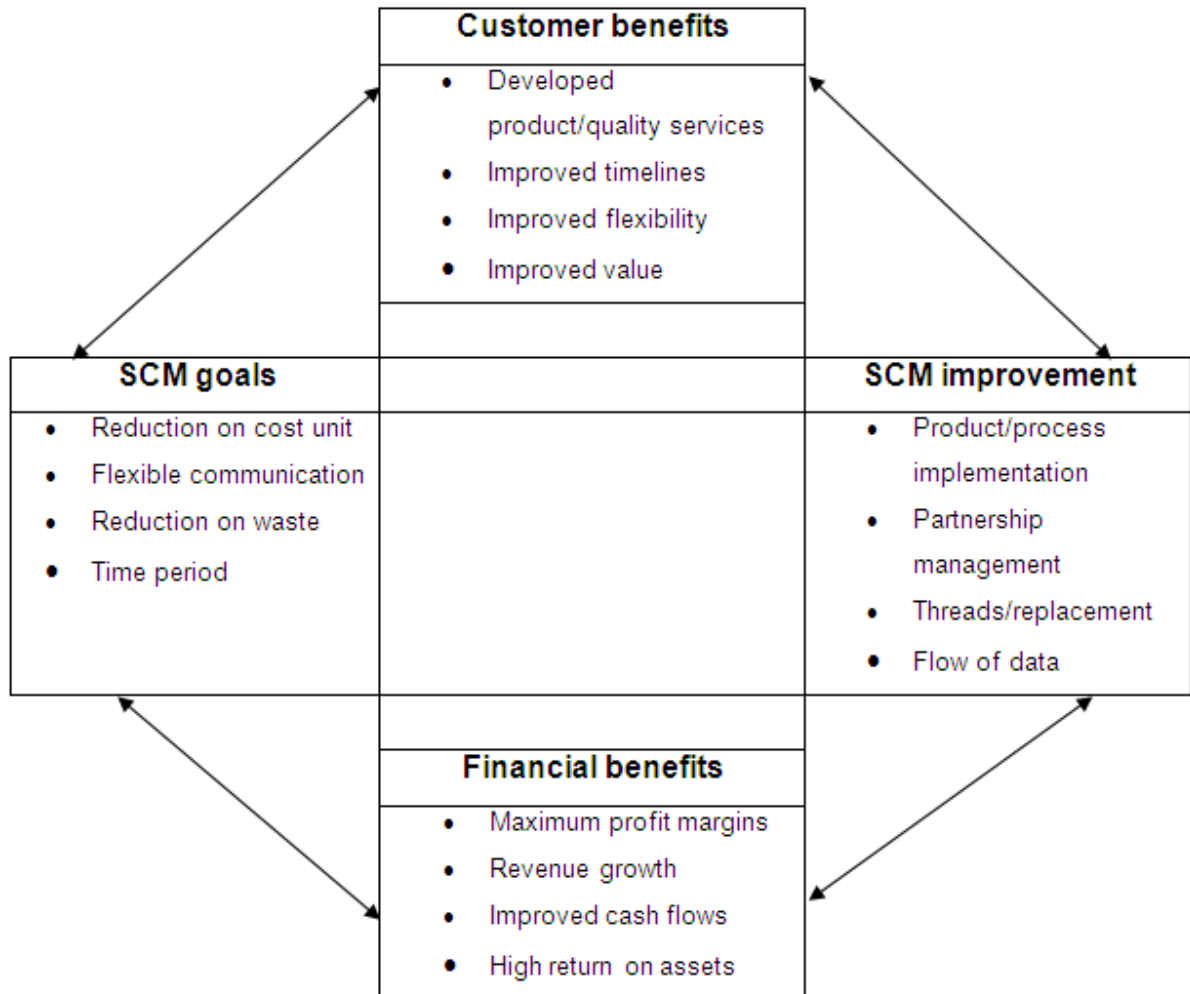 Customer benefits
• Developed
product/quality services
• Improved timelines
• Improved flexibility
• Improved value
SCM goals
• Reduction on cost unit
• Flexible communication
• Reduction on waste
• Time period
SCM improvement
• Product/process
implementation
• Partnership
management
• Threads/replacement
• Flow of data
Financial benefits
• Maximum profit margins
• Revenue growth
• Improved cash flows
• High return on assets